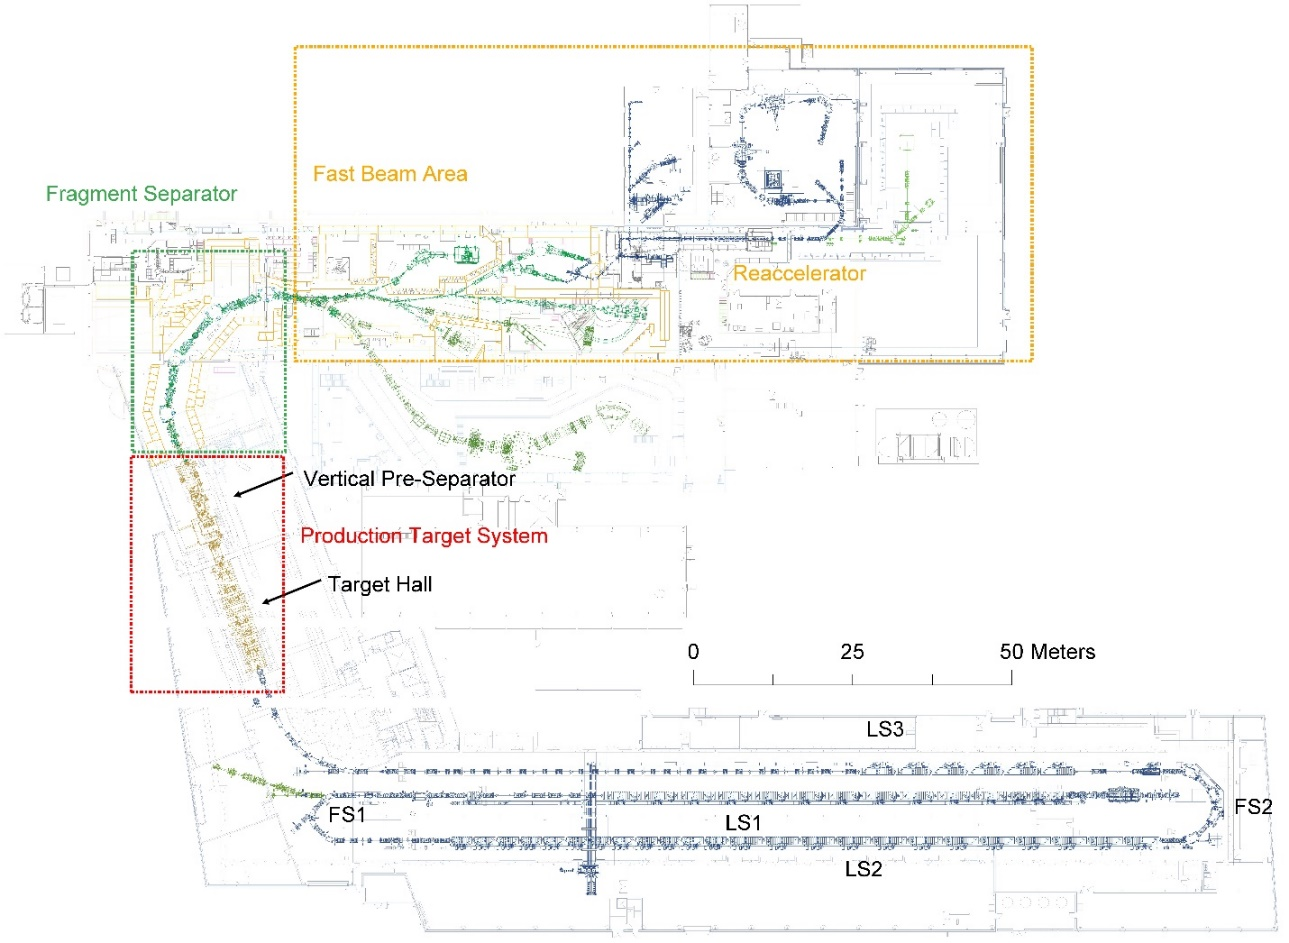 Fast Beam Area
Fragment Separator
Reaccelerator
Vertical Pre-Separator
Production Target System
Target Hall
0 25 50 Meters
LS3
FS1
LS1
FS2
LS2